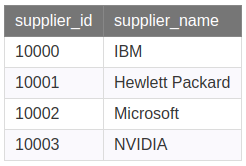 supplier_id supplier_name
10000 IBM
10001 Hewlett Packard
10002 Microsoft
10003 NVIDIA